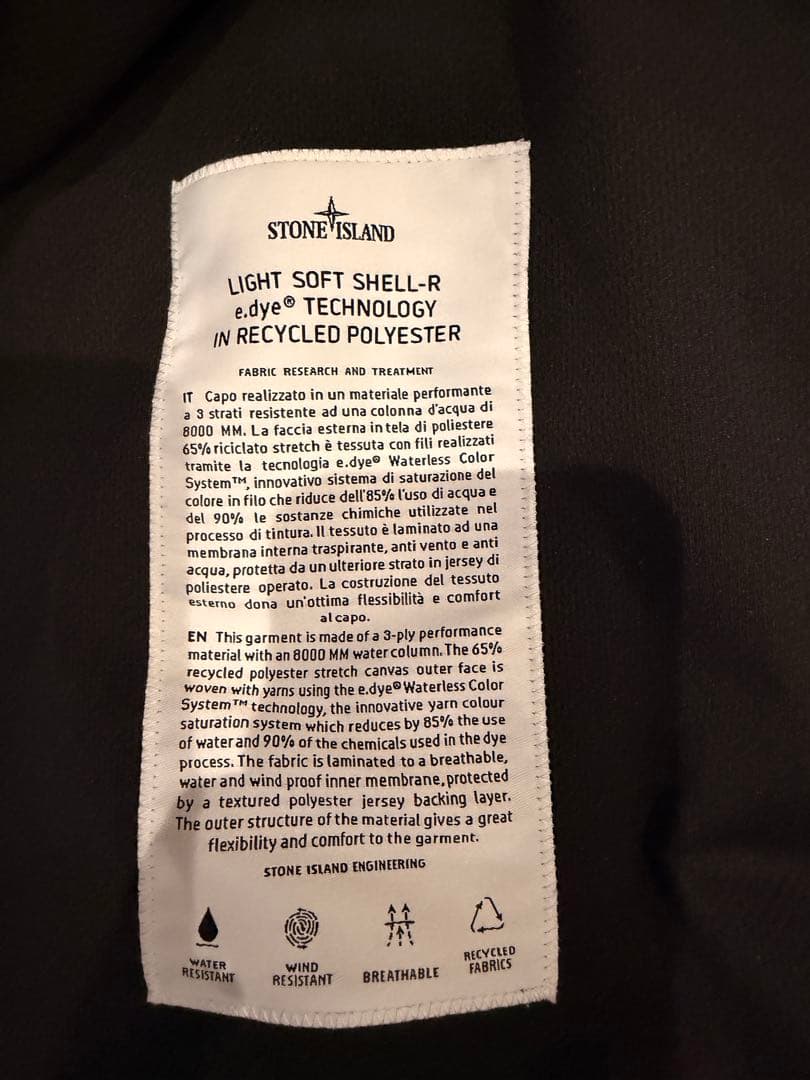 STONE ISLAND
LIGHT SOFT SHELL-R
e.dye® TECHNOLOGY
IN RECYCLED POLYESTER
FABRIC RESEARCH AND TREATMENT
IT Capo realizzato in un materiale performante
a 3 strati resistente ad una colonna d'acqua di
8000 MM. La faccia esterna in tela di poliestere
65% riciclato stretch è tessuta con fili realizzati
tramite la tecnologia e.dye® Waterless Color
System™, innovativo sistema di saturazione del
colore in filo che riduce dell'85% l'uso di acqua e
del 90% le sostanze chimiche utilizzate nel
processo di tintura. Il tessuto è laminato ad una
membrana interna traspirante, anti vento e anti
acqua, protetta da un ulteriore strato in jersey di
poliestere operato. La costruzione del tessuto
esterno dona un'ottima flessibilità e comfort
al capo.
EN This garment is made of a 3-ply performance
material with an 8000 MM water column. The 65%
recycled polyester stretch canvas outer face is
woven with yarns using the e.dye® Waterless Color
System™ technology, the innovative yarn colour
saturation system which reduces by 85% the use
of water and 90% of the chemicals used in the dye
process. The fabric is laminated to a breathable,
water and wind proof inner membrane, protected
by a textured polyester jersey backing layer.
The outer structure of the material gives a great
flexibility and comfort to the garment.
STONE ISLAND ENGINEERING
WATER
RESISTANT
WIND
RESISTANT
BREATHABLE
RECYCLED
FABRICS